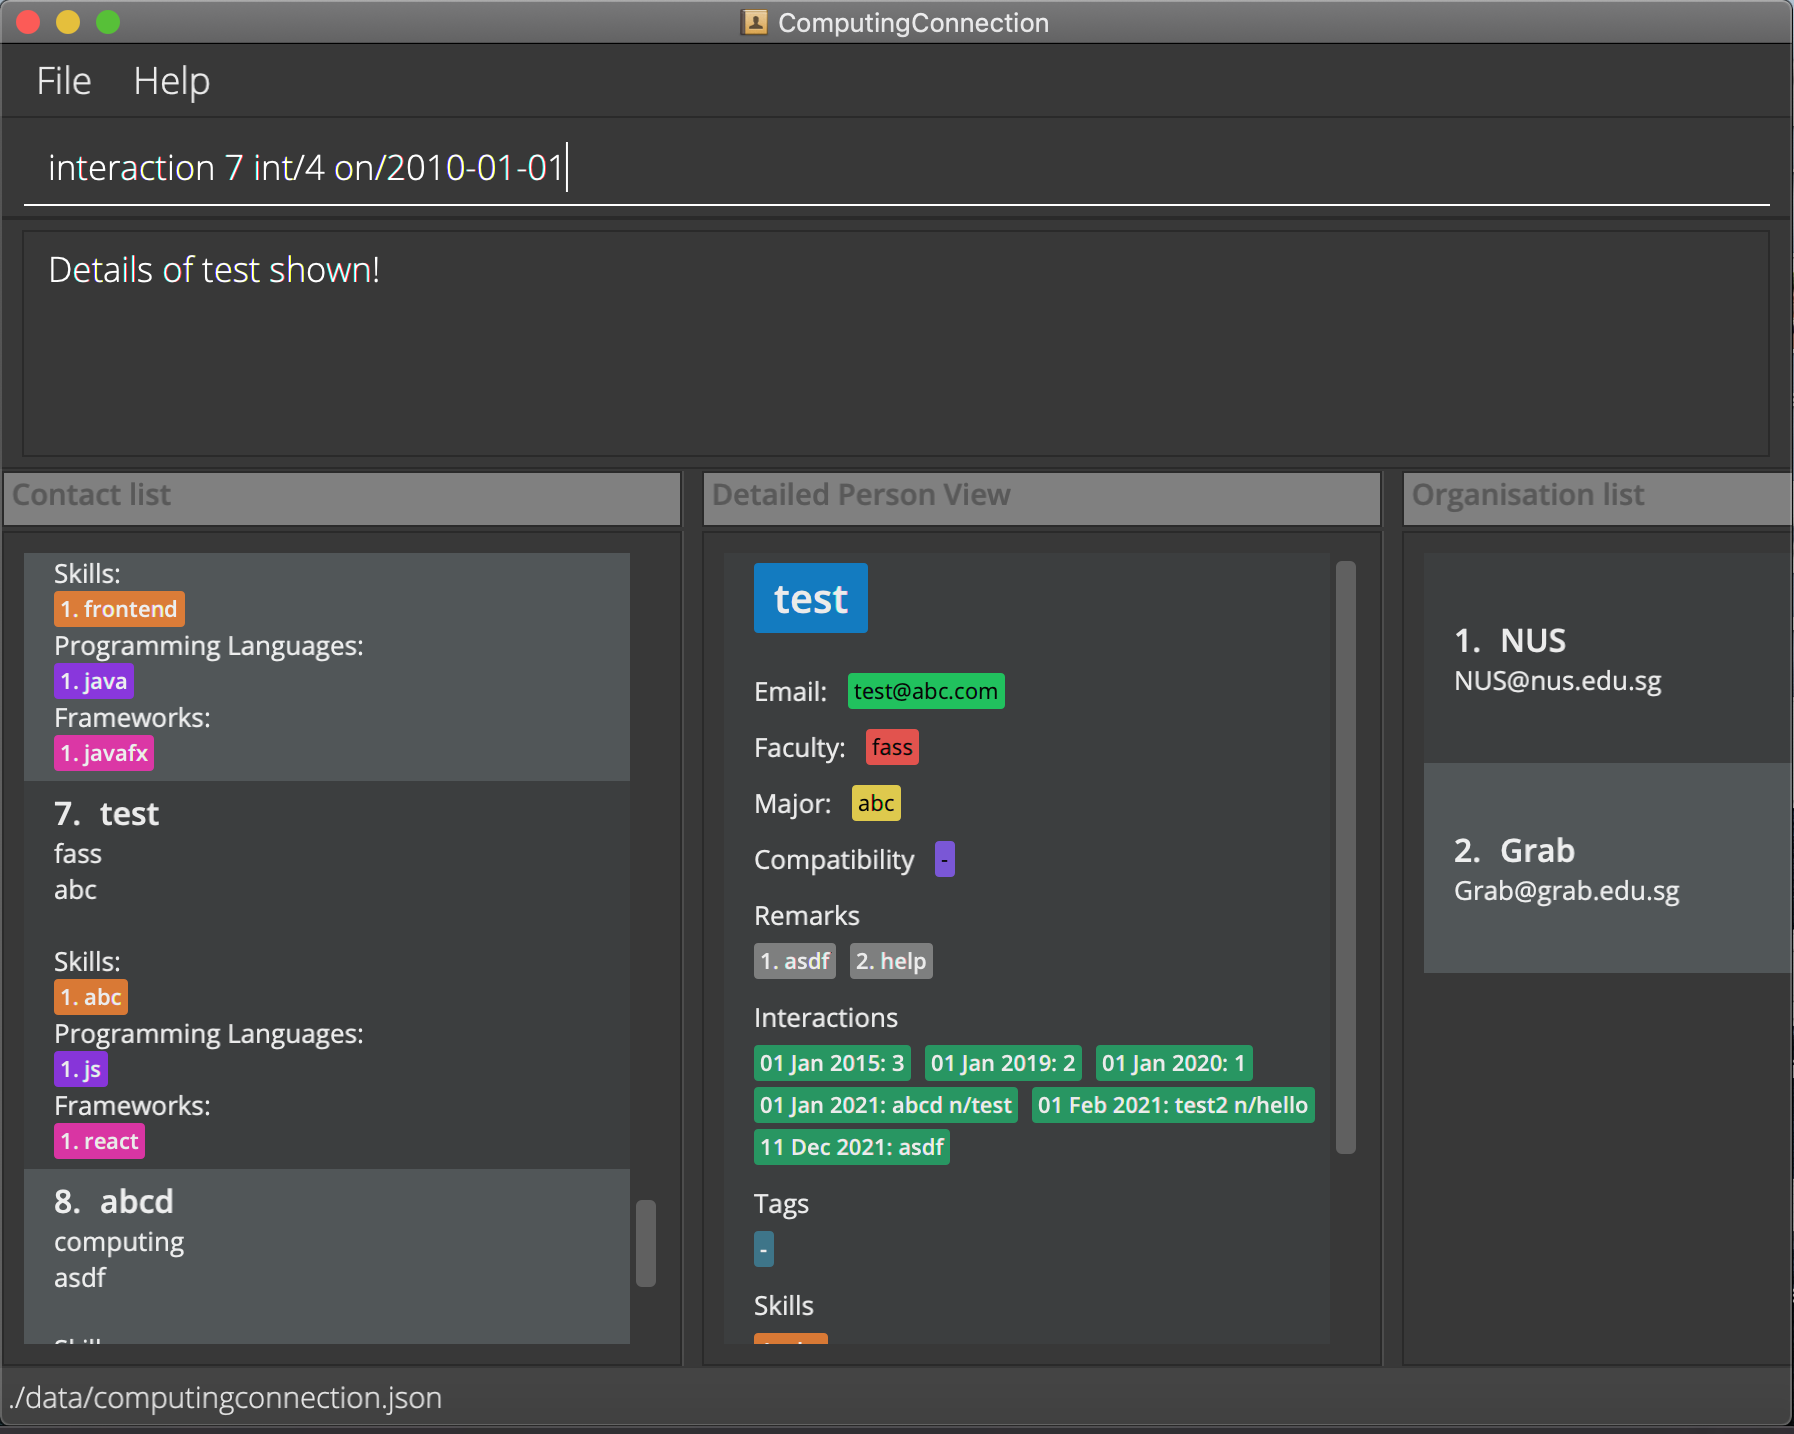 ComputingConnection
File Help
interaction 7 int/4 on/2010-01-01
Details of test shown!
Contact list
Skills:
1. frontend
Programming Languages:
1. java
Frameworks:
1. javafx
7. test
fass
abc
Skills:
1. abc
Programming Languages:
1. js
Frameworks:
1. react
8. abcd
computing
asdf
Detailed Person View
test
Email: test@abc.com
Faculty: fass
Major: abc
Compatibility -
Remarks
1. asdf 2. help
Interactions
01 Jan 2015: 3 01 Jan 2019: 2 01 Jan 2020: 1
01 Jan 2021: abcd n/test 01 Feb 2021: test2 n/hello
11 Dec 2021: asdf
Tags
-
Skills
Organisation list
1. NUS
NUS@nus.edu.sg
2. Grab
Grab@grab.edu.sg
./data/computingconnection.json